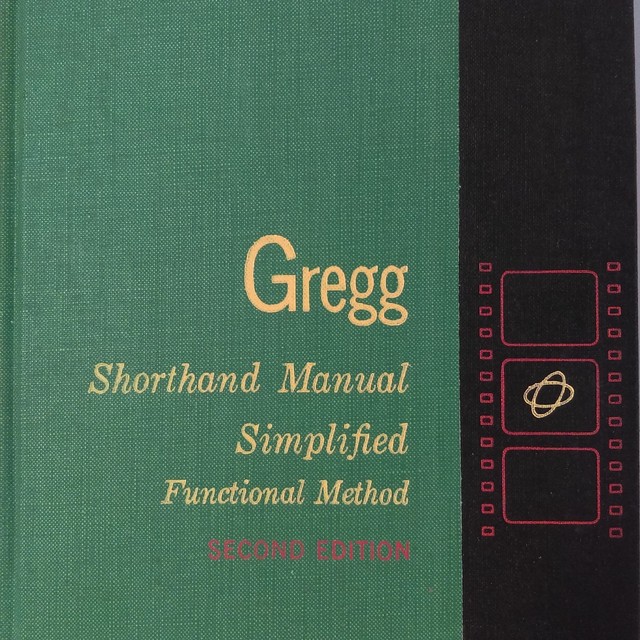 Gregg
Shorthand Manual
Simplified
Functional Method
SECOND EDITION